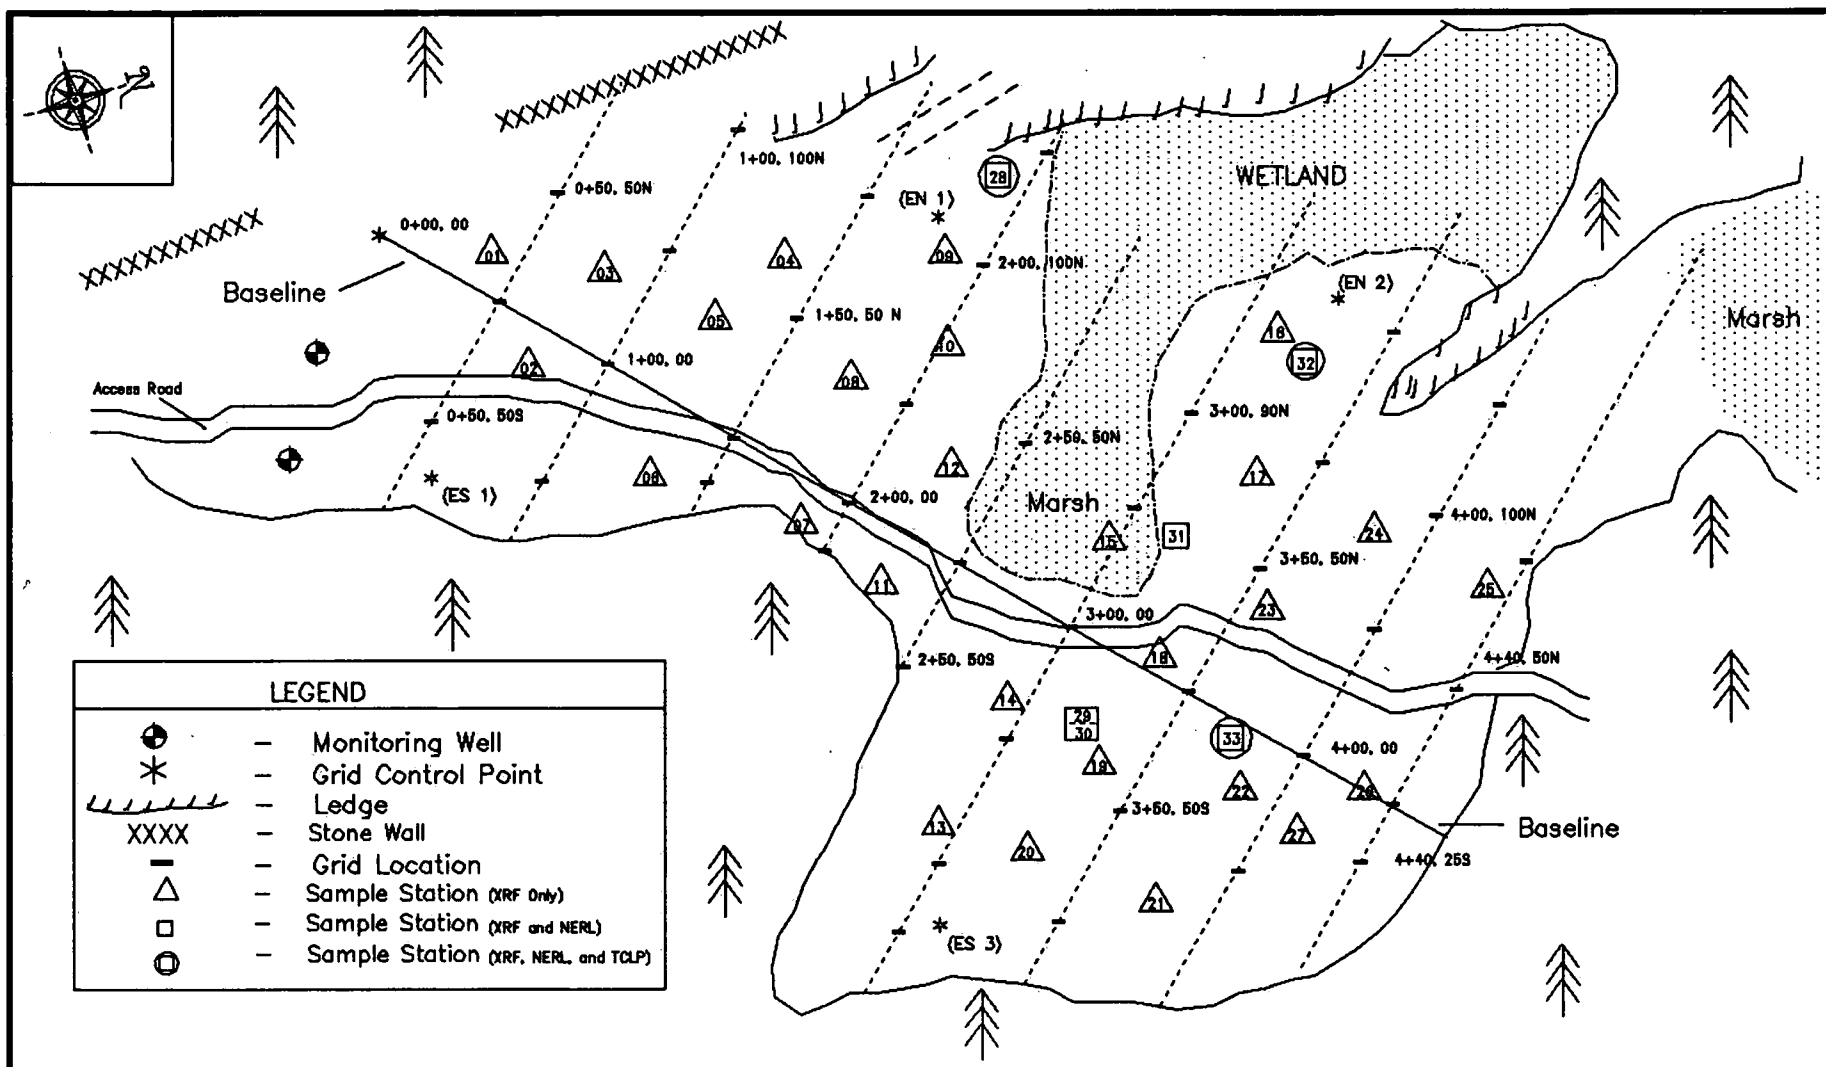 N
1+00, 100N
0+50, 50N
28
WETLAND
(EN 1)
0+00, 00
01
03
04
09
2+00, 100N
(EN 2)
Baseline
05
1+50, 50 N
Marsh
16
10
1+00, 00
02
08
32
Access Road
0+50, 50S
3+00, 90N
2+50, 50N
06
12
17
(ES 1)
2+00, 00
Marsh
4+00, 100N
07
15
31
24
3+50, 50N
11
25
23
3+00, 00
2+50, 50S
18
4+40, 50N
14
29
30
33
4+00, 00
19
22
26
3+50, 50S
13
27
Baseline
20
4+40, 25S
21
(ES 3)
LEGEND
– Monitoring Well
– Grid Control Point
– Ledge
XXXX – Stone Wall
– Grid Location
– Sample Station (XRF Only)
– Sample Station (XRF and NERL)
– Sample Station (XRF, NERL, and TCLP)